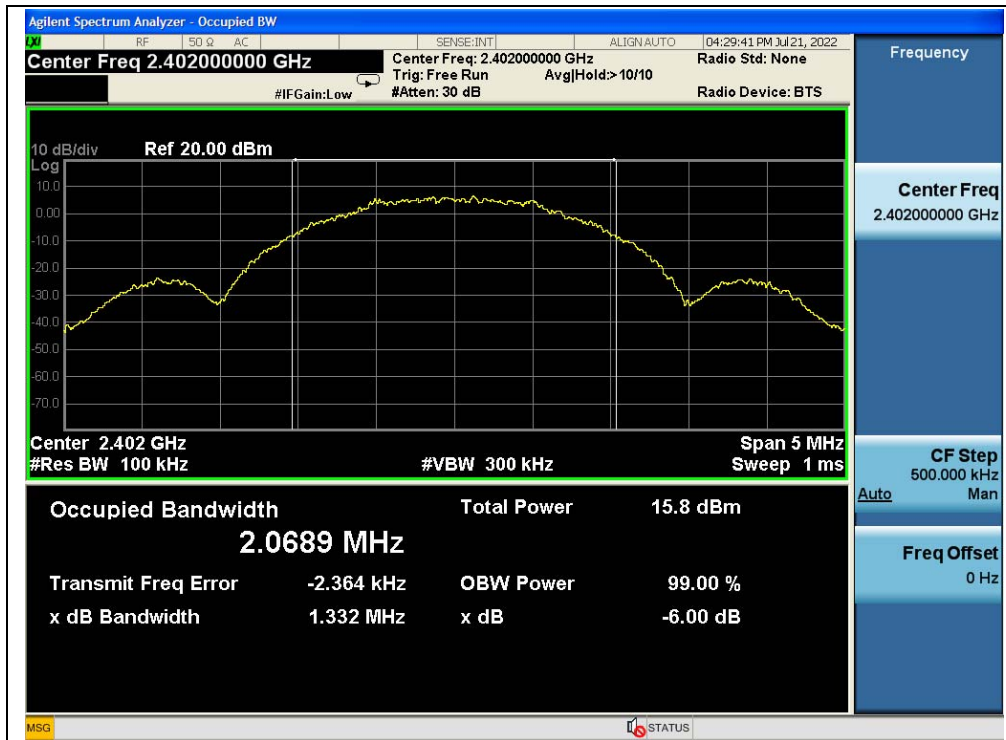 Agilent Spectrum Analyzer - Occupied BW
LXI RF 50 Ω AC SENSE:INT ALIGN AUTO 04:29:41 PM Jul 21, 2022
Center Freq 2.402000000 GHz
Center Freq: 2.402000000 GHz
Radio Std: None
Trig: Free Run Avg|Hold:>10/10
#IFGain:Low #Atten: 30 dB Radio Device: BTS
Frequency
10 dB/div Ref 20.00 dBm
Log
10.0
0.00
-10.0
-20.0
-30.0
-40.0
-50.0
-60.0
-70.0
Center 2.402 GHz Span 5 MHz
#Res BW 100 kHz #VBW 300 kHz Sweep 1 ms
Center Freq
2.402000000 GHz
CF Step
500.000 kHz
Auto Man
Freq Offset
0 Hz
Occupied Bandwidth Total Power 15.8 dBm
2.0689 MHz
Transmit Freq Error -2.364 kHz OBW Power 99.00 %
x dB Bandwidth 1.332 MHz x dB -6.00 dB
MSG STATUS